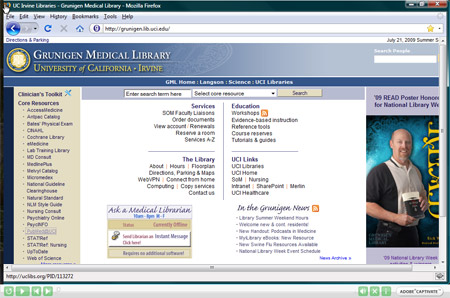 UC Irvine Libraries - Grunigen Medical Library - Mozilla Firefox
File Edit View History Bookmarks Tools Help
http://grunigen.lib.uci.edu/
Directions & Parking
July 21, 2009 Summer S
Grunigen Medical Library
University of California • Irvine
Search People
GML Home : Langson : Science : UCI Libraries
Clinician's Toolkit
Core Resources
AccessMedicine
Antipac Catalog
Bates' Physical Exam
CINAHL
Cochrane Library
eMedicine
Lab Training Library
MD Consult
MedlinePlus
Melvyl Catalog
Micromedex
National Guideline
Clearinghouse
Natural Standard
NLM Style Guide
Nursing Consult
Psychiatry Online
PsycINFO
STAT!Ref
STAT!Ref: Nursing
UpToDate
Web of Science
Enter search term here
Select core resource
Search
Services
SOM Faculty Liaisons
Order documents
View account : Renewals
Reserve a room
Services A-Z
Education
Workshops
Evidence-based instruction
Reference tools
Course reserves
Tutorials & guides
The Library
About : Hours : Floorplan
Directions, Parking & Maps
WebVPN : Connect from home
Computing : Copy services
Contact us
UCI Links
UCI Libraries
UCI Home
SoM : Nursing
Intranet : SharePoint : Merlin
UCI Healthcare
Ask a Medical Librarian
10am - 8pm M - F
Status Currently Offline
Send Librarian an Instant Message
Click here!
Requires no additional software!
In the Grunigen News
Library Summer Weekend Hours
Welcome new & cont. residents!
New Handout: Podcasts in Medicine
MyLibrary eBooks: New Resource
New Swine Flu Resources Available
National Library Week Event Schedule
News Archive
'09 READ Poster Honor
for National Library Week
'09 National Library Week
http://uclibs.org/PID/113272
ADOBE CAPTIVATE